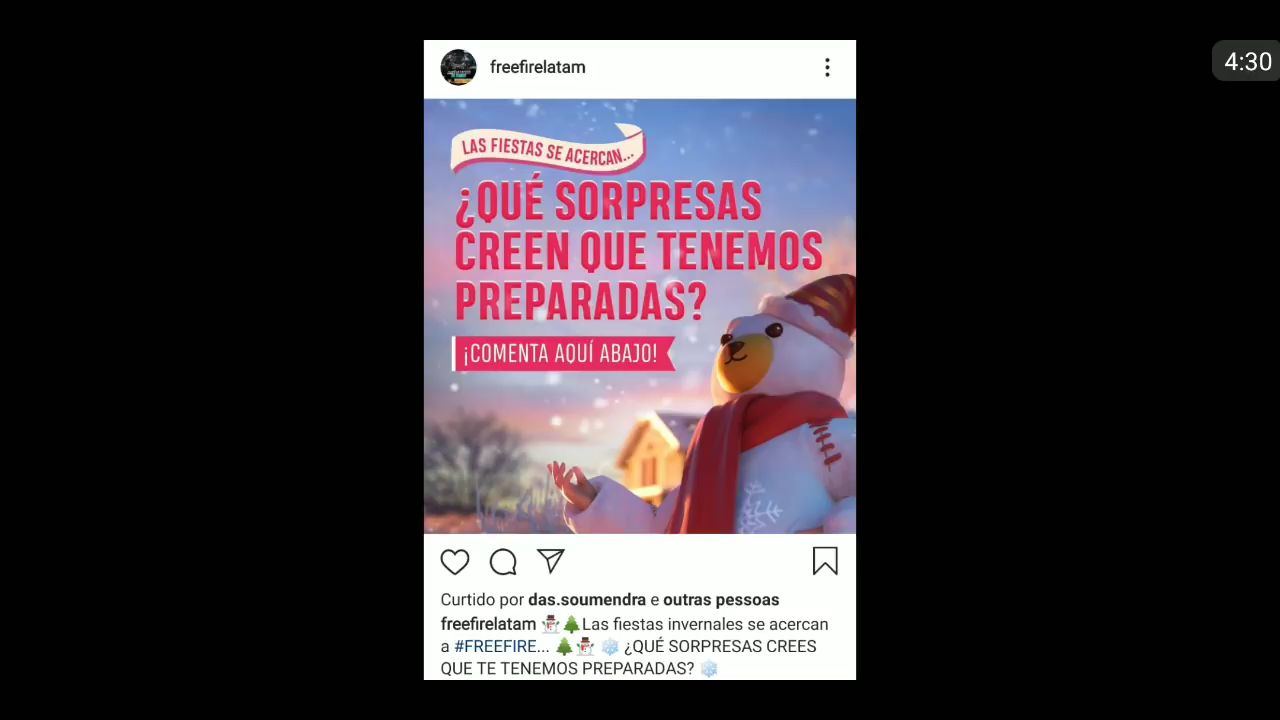 freefirelatam
4:30
LAS FIESTAS SE ACERCAN...
¿QUÉ SORPRESAS
CREEN QUE TENEMOS
PREPARADAS?
¡COMENTA AQUÍ ABAJO!
Curtido por das.soumendra e outras pessoas
freefirelatam ⛄🌲Las fiestas invernales se acercan
a #FREEFIRE... 🌲⛄ ❄️ ¿QUÉ SORPRESAS CREES
QUE TE TENEMOS PREPARADAS? ❄️